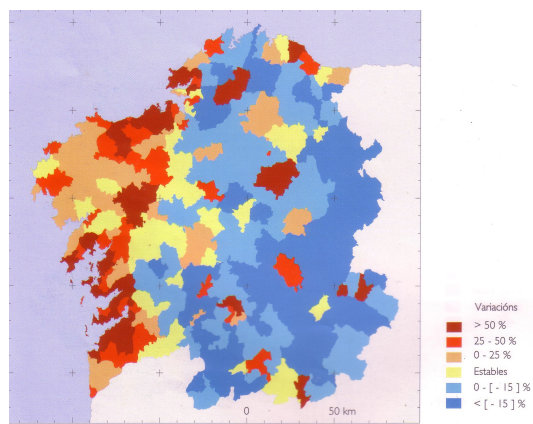 Variacións
> 50 %
25 - 50 %
0 - 25 %
Estables
0 - [ - 15 ] %
< [ - 15 ] %
0 50 km